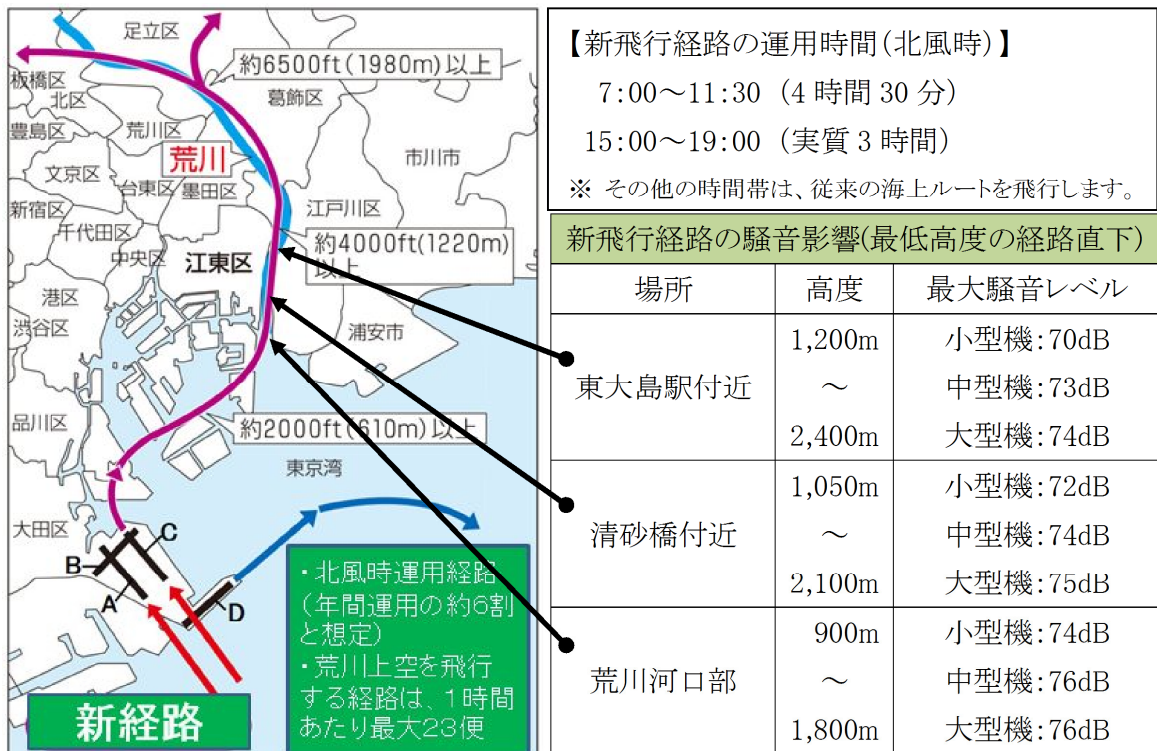 足立区
約6500ft(1980m)以上
板橋区
北区
葛飾区
豊島区
荒川区
荒川
市川市
文京区
台東区
墨田区
新宿区
江戸川区
千代田区
約4000ft(1220m)
以上
中央区
江東区
港区
渋谷区
浦安市
品川区
約2000ft(610m)以上
東京湾
大田区
C
B
A
D
・北風時運用経路
(年間運用の約6割
と想定)
・荒川上空を飛行
する経路は、1時間
あたり最大23便
新経路
【新飛行経路の運用時間(北風時)】
7:00～11:30 (4時間30分)
15:00～19:00 (実質3時間)
※ その他の時間帯は、従来の海上ルートを飛行します。
新飛行経路の騒音影響(最低高度の経路直下)
場所 高度 最大騒音レベル
1,200m 小型機:70dB
東大島駅付近 ～ 中型機:73dB
2,400m 大型機:74dB
1,050m 小型機:72dB
清砂橋付近 ～ 中型機:74dB
2,100m 大型機:75dB
900m 小型機:74dB
荒川河口部 ～ 中型機:76dB
1,800m 大型機:76dB